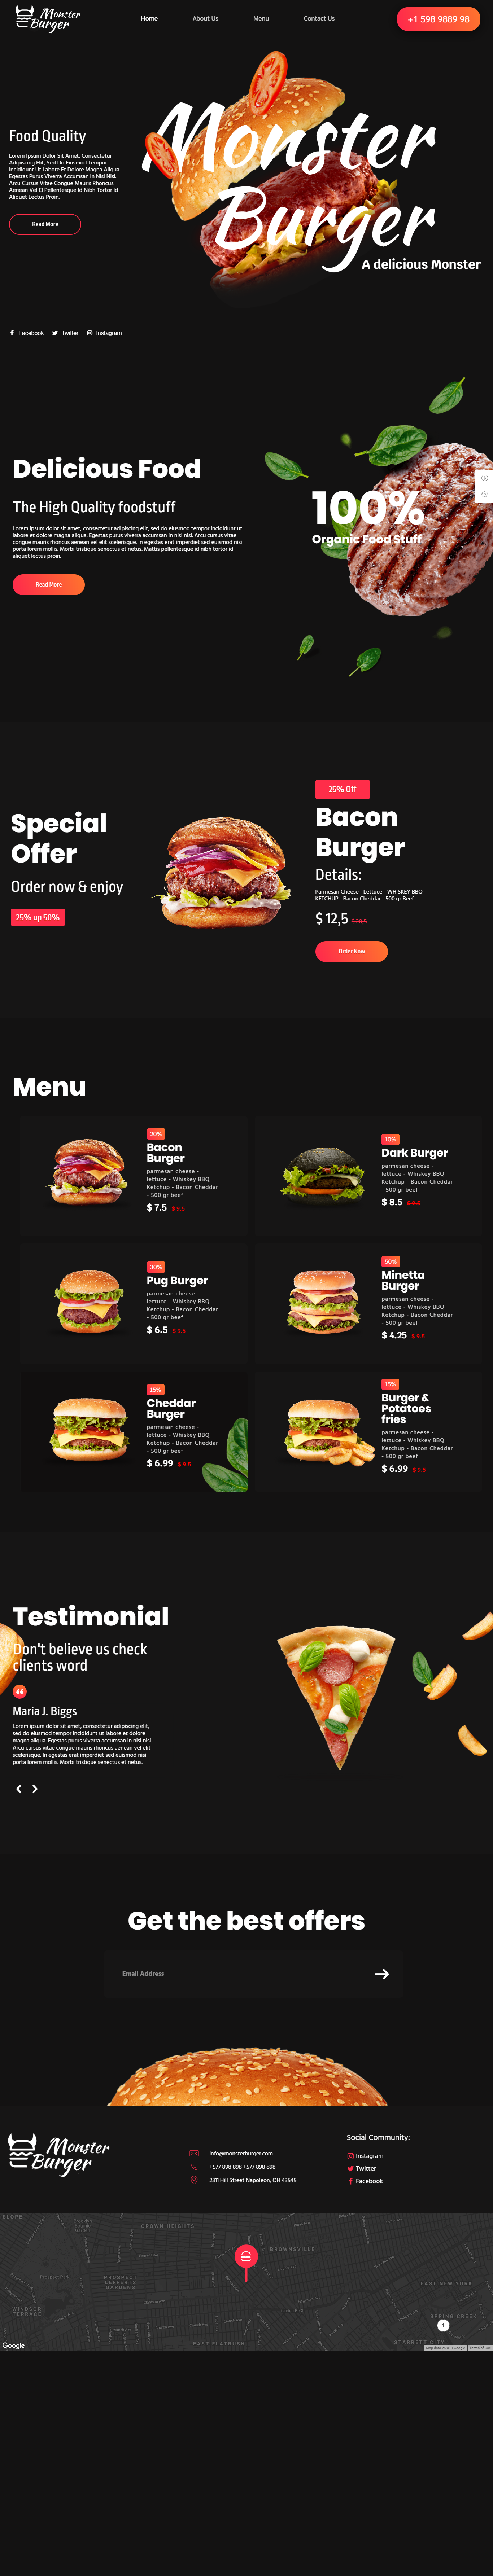 Monster
Burger
Home
About Us
Menu
Contact Us
+1 598 9889 98
Monster
Burger
A delicious Monster
Food Quality
Lorem Ipsum Dolor Sit Amet, Consectetur
Adipiscing Elit, Sed Do Eiusmod Tempor
Incididunt Ut Labore Et Dolore Magna Aliqua.
Egestas Purus Viverra Accumsan In Nisl Nisi.
Arcu Cursus Vitae Congue Mauris Rhoncus
Aenean Vel El Pellentesque Id Nibh Tortor Id
Aliquet Lectus Proin.
Read More
Facebook
Twitter
Instagram
Delicious Food
The High Quality foodstuff
Lorem ipsum dolor sit amet, consectetur adipiscing elit, sed do eiusmod tempor incididunt ut
labore et dolore magna aliqua. Egestas purus viverra accumsan in nisl nisi. Arcu cursus vitae
congue mauris rhoncus aenean vel elit scelerisque. In egestas erat imperdiet sed euismod nisi
porta lorem mollis. Morbi tristique senectus et netus. Mattis pellentesque id nibh tortor id
aliquet lectus proin.
Read More
100%
Organic Food Stuff
Special
Offer
Order now & enjoy
25% up 50%
25% Off
Bacon
Burger
Details:
Parmesan Cheese - Lettuce - WHISKEY BBQ
KETCHUP - Bacon Cheddar - 500 gr Beef
$ 12,5 $ 20,5
Order Now
Menu
20%
Bacon
Burger
parmesan cheese -
lettuce - Whiskey BBQ
Ketchup - Bacon Cheddar
- 500 gr beef
$ 7.5 $ 9.5
10%
Dark Burger
parmesan cheese -
lettuce - Whiskey BBQ
Ketchup - Bacon Cheddar
- 500 gr beef
$ 8.5 $ 9.5
30%
Pug Burger
parmesan cheese -
lettuce - Whiskey BBQ
Ketchup - Bacon Cheddar
- 500 gr beef
$ 6.5 $ 9.5
50%
Minetta
Burger
parmesan cheese -
lettuce - Whiskey BBQ
Ketchup - Bacon Cheddar
- 500 gr beef
$ 4.25 $ 9.5
15%
Cheddar
Burger
parmesan cheese -
lettuce - Whiskey BBQ
Ketchup - Bacon Cheddar
- 500 gr beef
$ 6.99 $ 9.5
15%
Burger &
Potatoes
fries
parmesan cheese -
lettuce - Whiskey BBQ
Ketchup - Bacon Cheddar
- 500 gr beef
$ 6.99 $ 9.5
Testimonial
Don't believe us check
clients word
Maria J. Biggs
Lorem ipsum dolor sit amet, consectetur adipiscing elit,
sed do eiusmod tempor incididunt ut labore et dolore
magna aliqua. Egestas purus viverra accumsan in nisl nisi.
Arcu cursus vitae congue mauris rhoncus aenean vel elit
scelerisque. In egestas erat imperdiet sed euismod nisi
porta lorem mollis. Morbi tristique senectus et netus.
Get the best offers
Email Address
Monster
Burger
info@monsterburger.com
+577 898 898 +577 898 898
2311 Hill Street Napoleon, OH 43545
Social Community:
Instagram
Twitter
Facebook
SLOPE
CROWN HEIGHTS
BROWNSVILLE
PROSPECT
LEFFERTS
GARDENS
EAST NEW YORK
WINDSOR
TERRACE
SPRING CREEK
EAST FLATBUSH
STARRETT CITY
Google